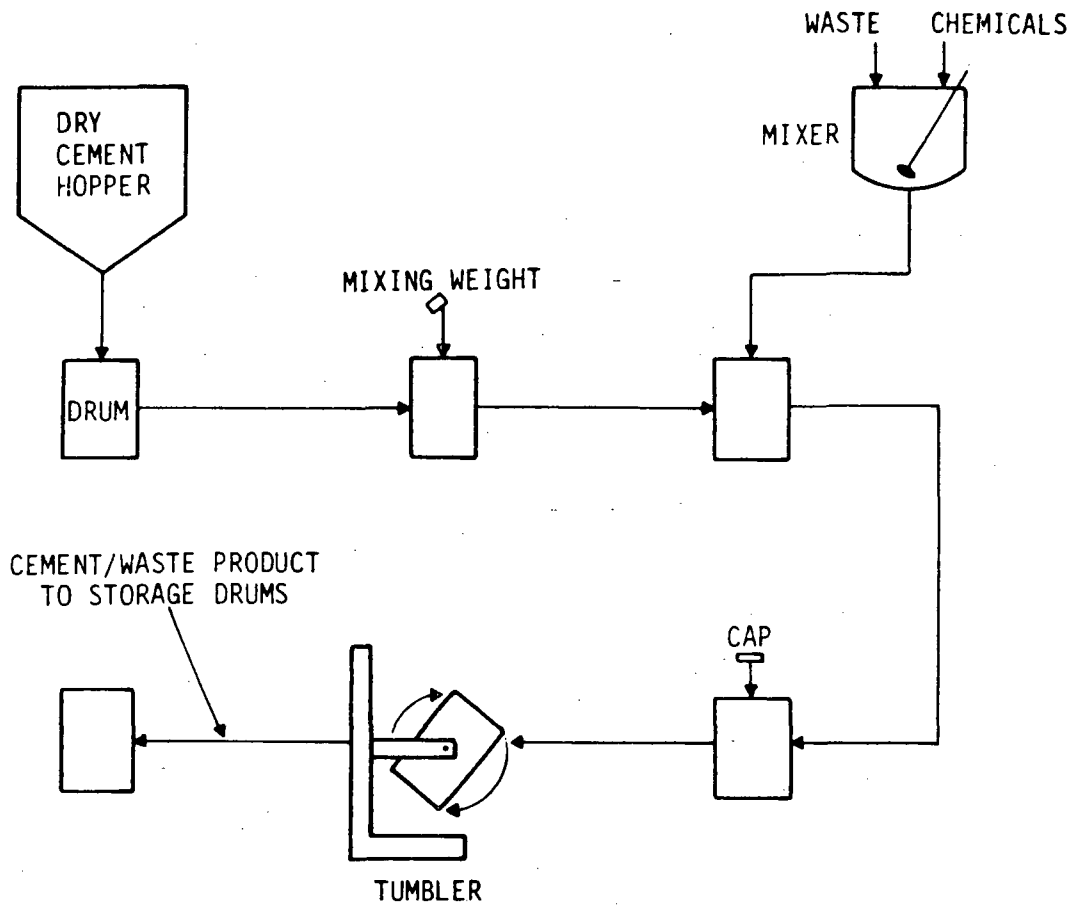 WASTE CHEMICALS
DRY
CEMENT
HOPPER
MIXER
MIXING WEIGHT
DRUM
CEMENT/WASTE PRODUCT
TO STORAGE DRUMS
CAP
TUMBLER